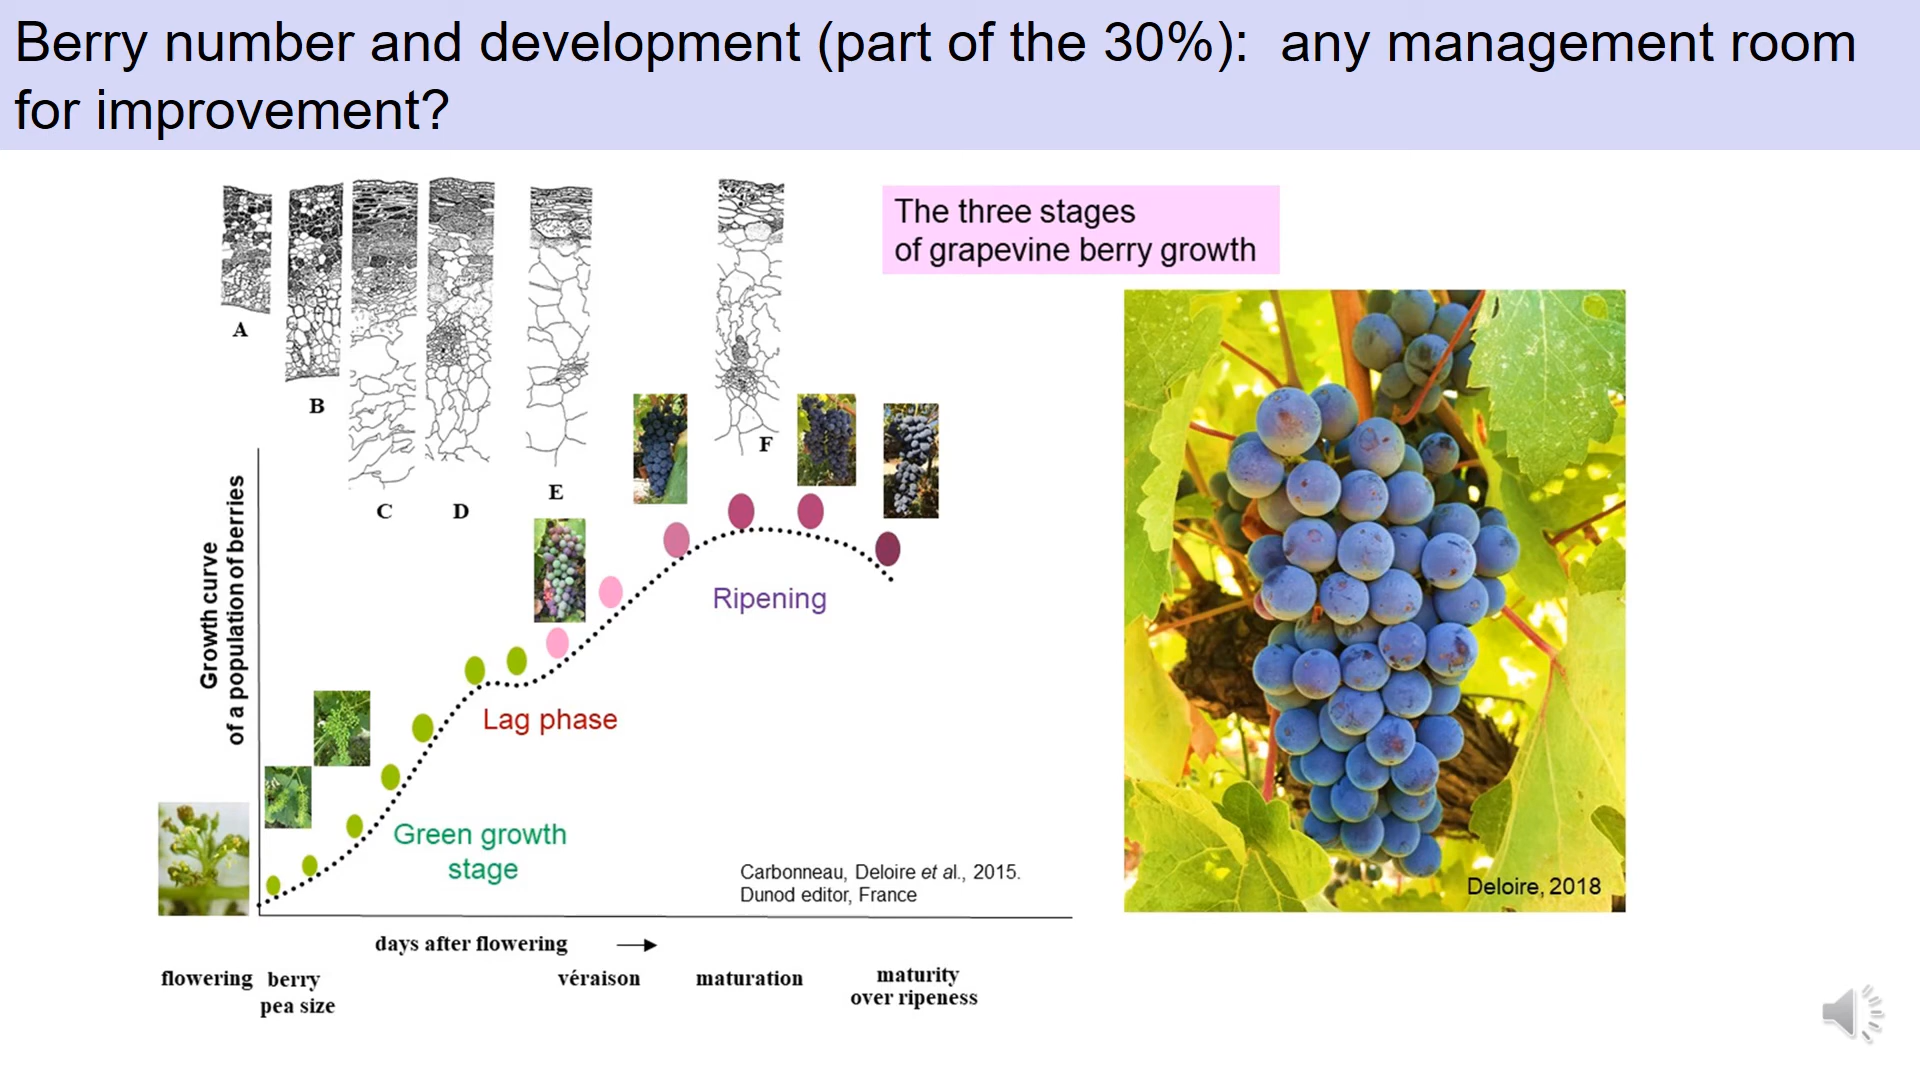 Berry number and development (part of the 30%): any management room
for improvement?
The three stages
of grapevine berry growth
A
B
C
D
E
F
Growth curve
of a population of berries
Ripening
Lag phase
Green growth
stage
Carbonneau, Deloire et al., 2015.
Dunod editor, France
Deloire, 2018
days after flowering
flowering
berry
pea size
véraison
maturation
maturity
over ripeness